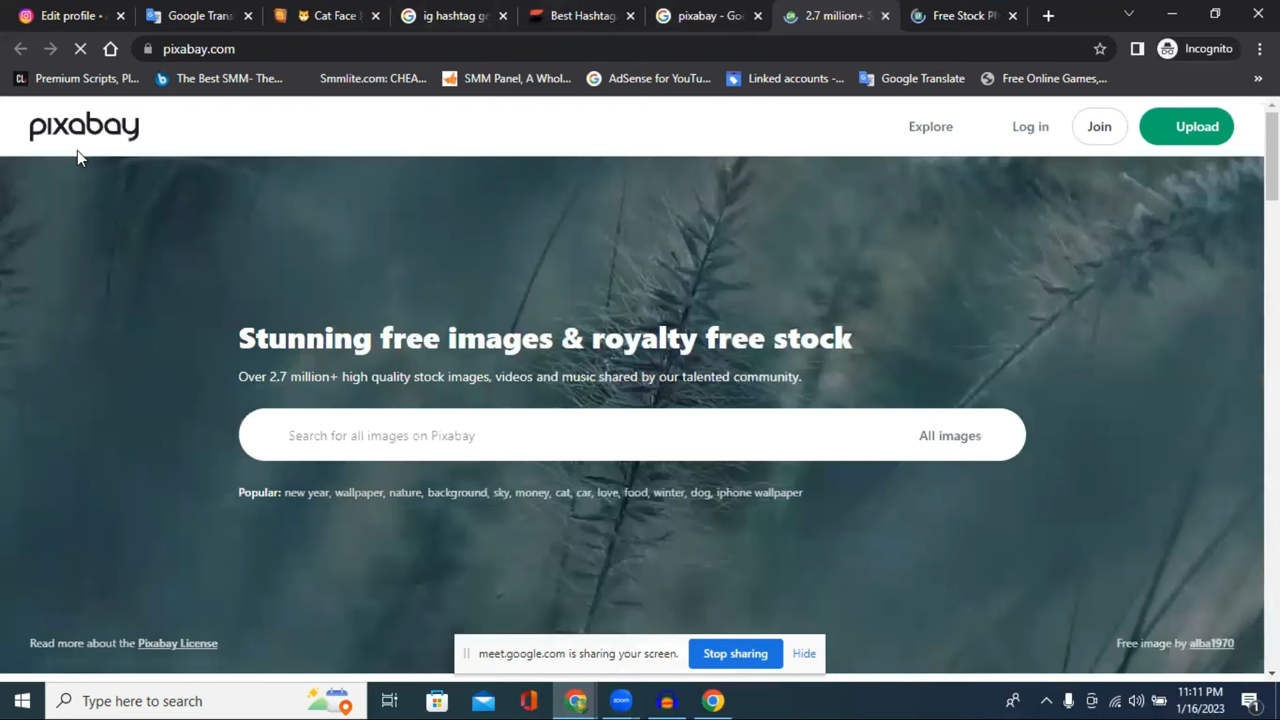 Edit profile •
Google Trans
Cat Face
ig hashtag ge
Best Hashtag
pixabay - Go
2.7 million+ S
Free Stock Ph
pixabay.com
Incognito
Premium Scripts, Pl...
The Best SMM- The...
Smmlite.com: CHEA...
SMM Panel, A Whol...
AdSense for YouTu...
Linked accounts -...
Google Translate
Free Online Games,...
pixabay
Explore
Log in
Join
Upload
Stunning free images & royalty free stock
Over 2.7 million+ high quality stock images, videos and music shared by our talented community.
Search for all images on Pixabay
All images
Popular: new year, wallpaper, nature, background, sky, money, cat, car, love, food, winter, dog, iphone wallpaper
Read more about the Pixabay License
Free image by alba1970
meet.google.com is sharing your screen.
Stop sharing
Hide
Type here to search
zoom
11:11 PM
1/16/2023
1